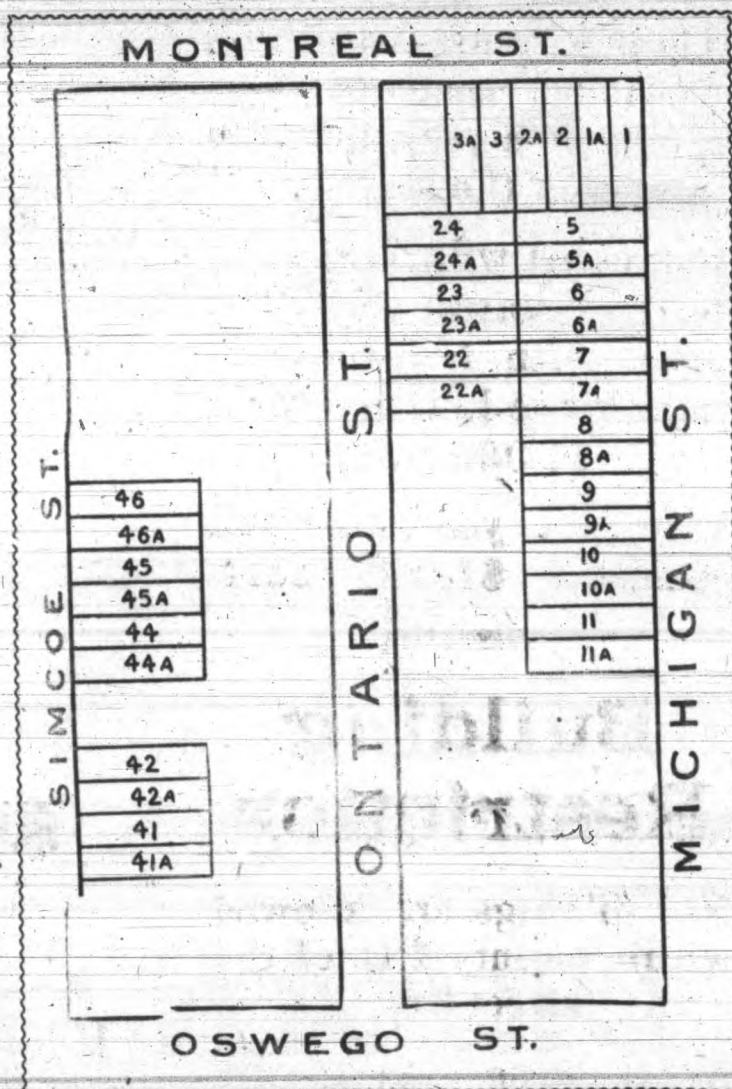 MONTREAL ST.
3A 3 2A 2 1A 1
24 5
24A 5A
23 6
23A 6A
22 7
22A 7A
8
8A
9
9A
10
10A
11
11A
46
46A
45
45A
44
44A
42
42A
41
41A
SIMCOE ST.
ONTARIO ST.
MICHIGAN ST.
OSWEGO ST.